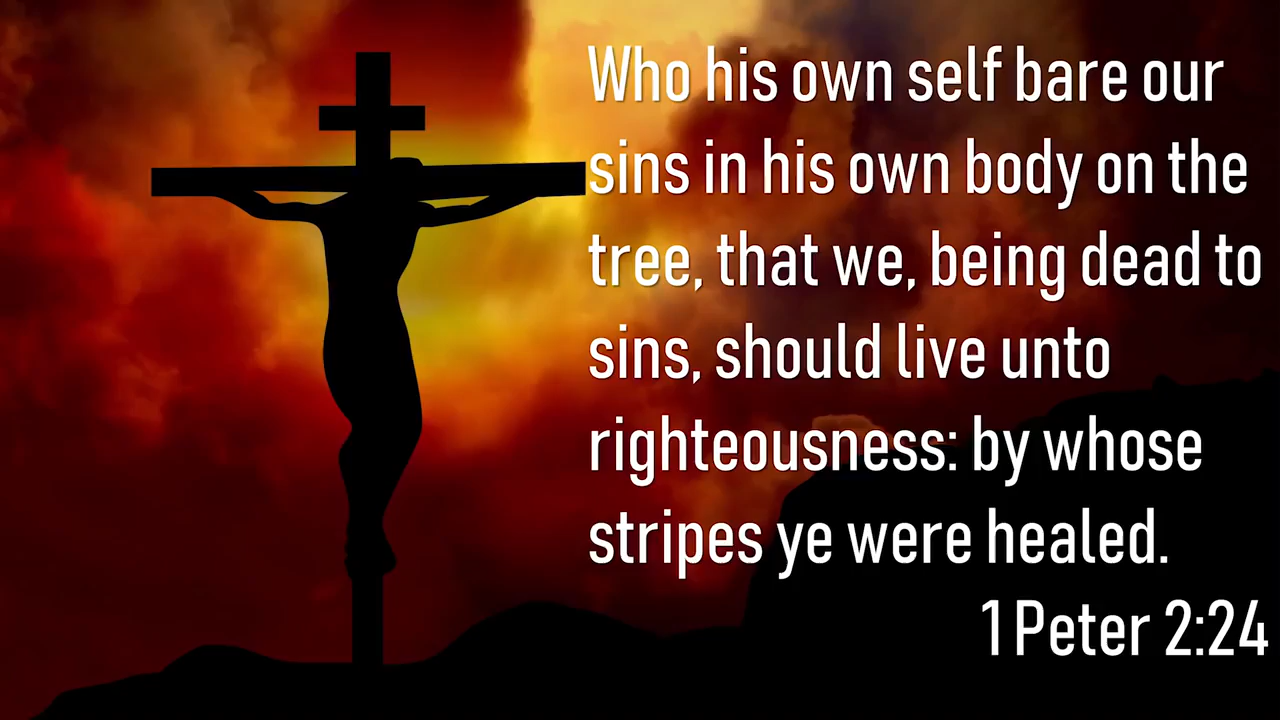 Who his own self bare our
sins in his own body on the
tree, that we, being dead to
sins, should live unto
righteousness: by whose
stripes ye were healed.
1 Peter 2:24